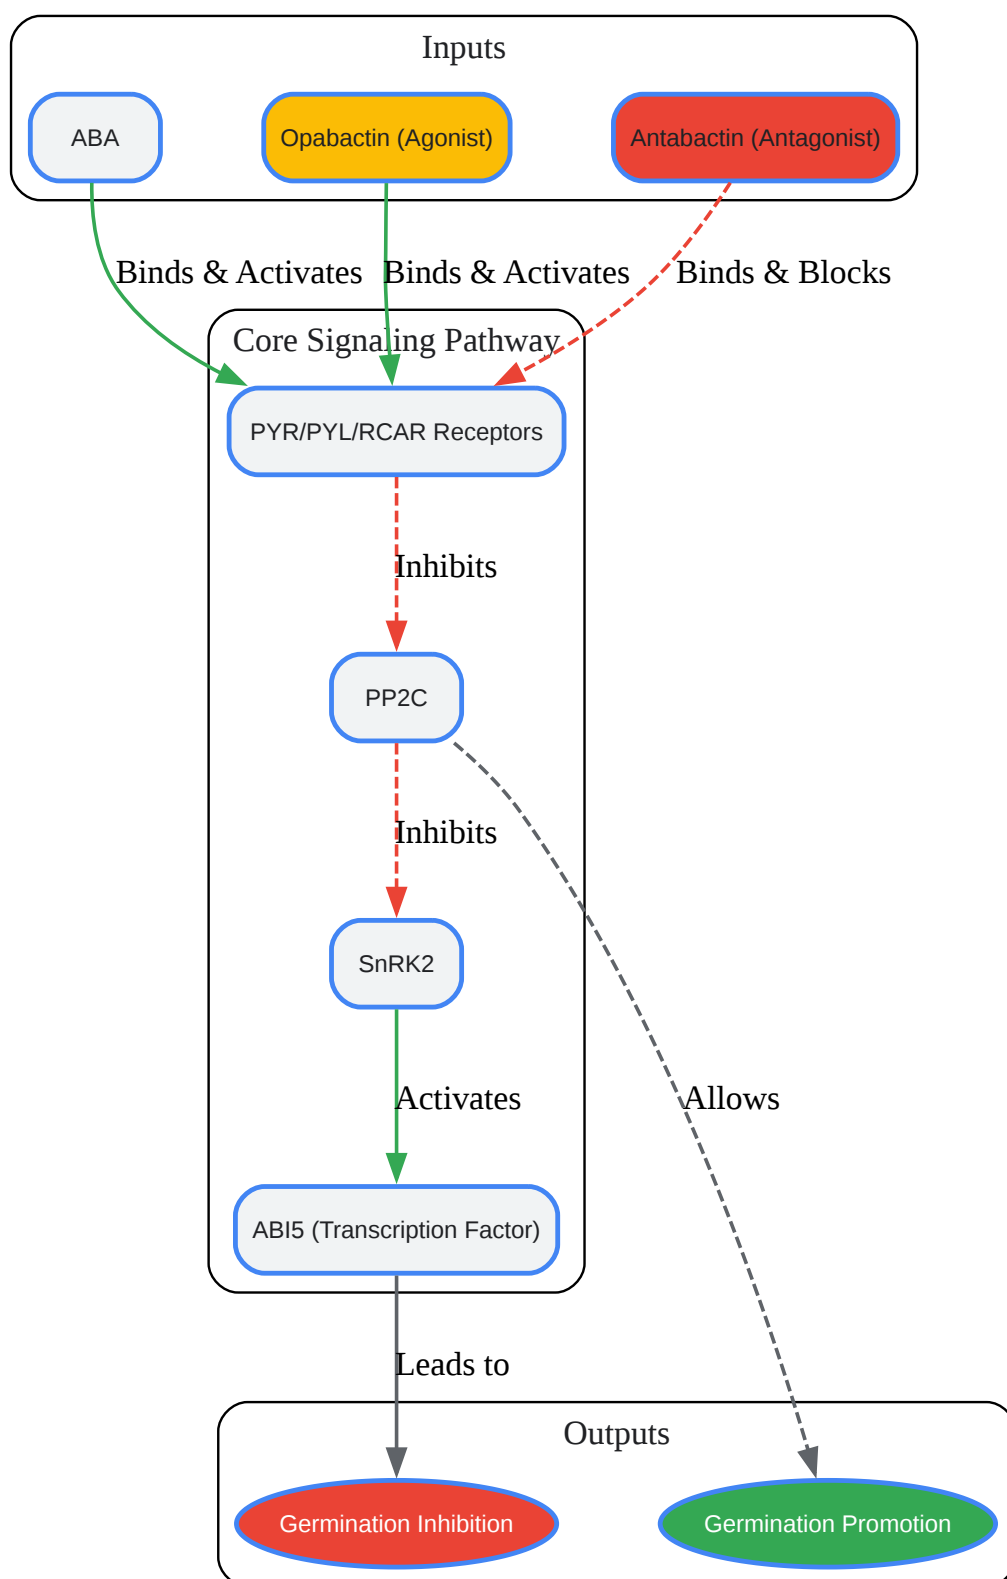 Inputs
ABA
Opabactin (Agonist)
Antabactin (Antagonist)
Binds & Activates
Binds & Activates
Binds & Blocks
Core Signaling Pathway
PYR/PYL/RCAR Receptors
Inhibits
PP2C
Inhibits
SnRK2
Activates
Allows
ABI5 (Transcription Factor)
Leads to
Outputs
Germination Inhibition
Germination Promotion